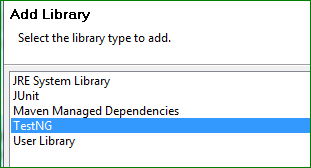 Add Library
Select the library type to add.
JRE System Library
JUnit
Maven Managed Dependencies
TestNG
User Library